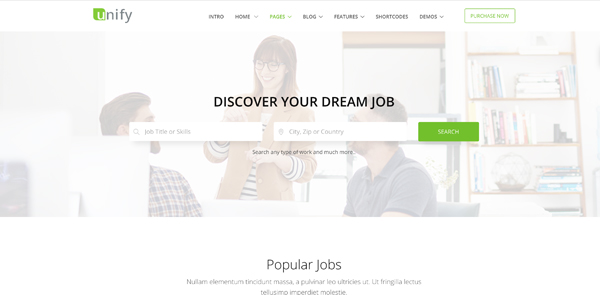 unify
INTRO HOME PAGES BLOG FEATURES SHORTCODES DEMOS PURCHASE NOW
DISCOVER YOUR DREAM JOB
Job Title or Skills City, Zip or Country SEARCH
Search any type of work and much more..
Popular Jobs
Nullam elementum tincidunt massa, a pulvinar leo ultricies ut. Ut fringilla lectus
tellusimo imperdiet molestie.